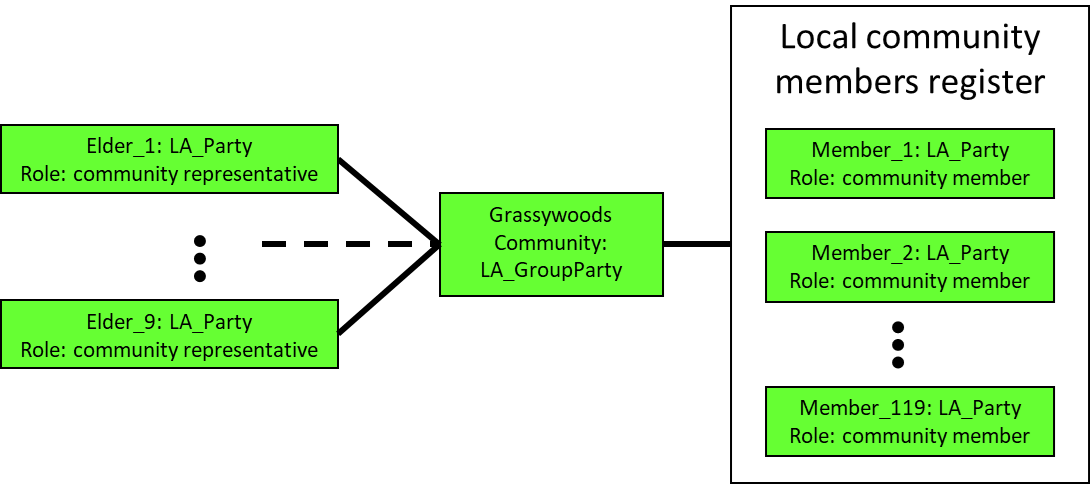 Elder_1: LA_Party
Role: community representative
Elder_9: LA_Party
Role: community representative
Grassywoods
Community:
LA_GroupParty
Local community
members register
Member_1: LA_Party
Role: community member
Member_2: LA_Party
Role: community member
Member_119: LA_Party
Role: community member